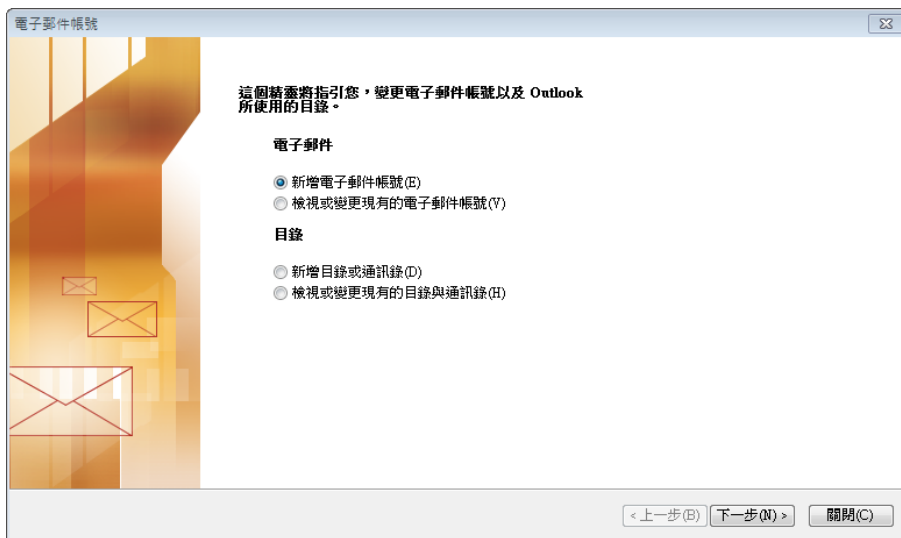 電子郵件帳號
這個精靈將指引您，變更電子郵件帳號以及 Outlook
所使用的目錄。
電子郵件
新增電子郵件帳號(E)
檢視或變更現有的電子郵件帳號(V)
目錄
新增目錄或通訊錄(D)
檢視或變更現有的目錄與通訊錄(H)
<上一步(B) 下一步(N)> 關閉(C)